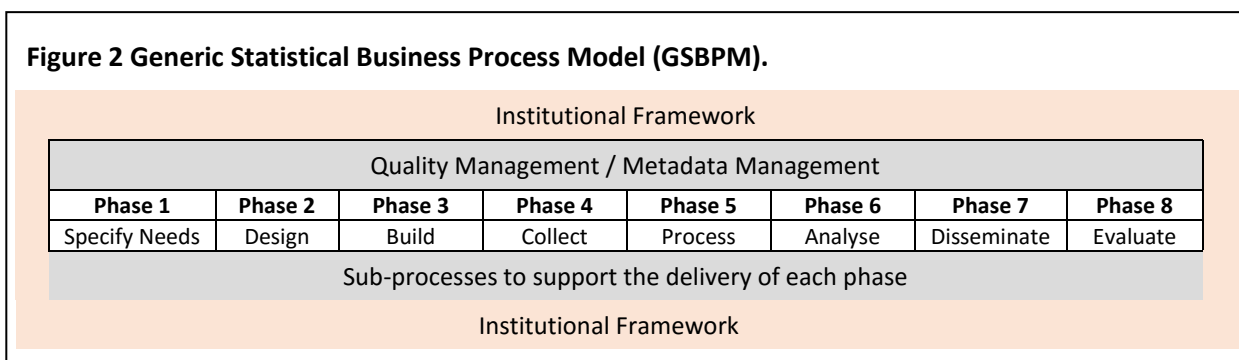 Figure 2 Generic Statistical Business Process Model (GSBPM).
Institutional Framework
Quality Management / Metadata Management
Phase 1 Phase 2 Phase 3 Phase 4 Phase 5 Phase 6 Phase 7 Phase 8
Specify Needs Design Build Collect Process Analyse Disseminate Evaluate
Sub-processes to support the delivery of each phase
Institutional Framework